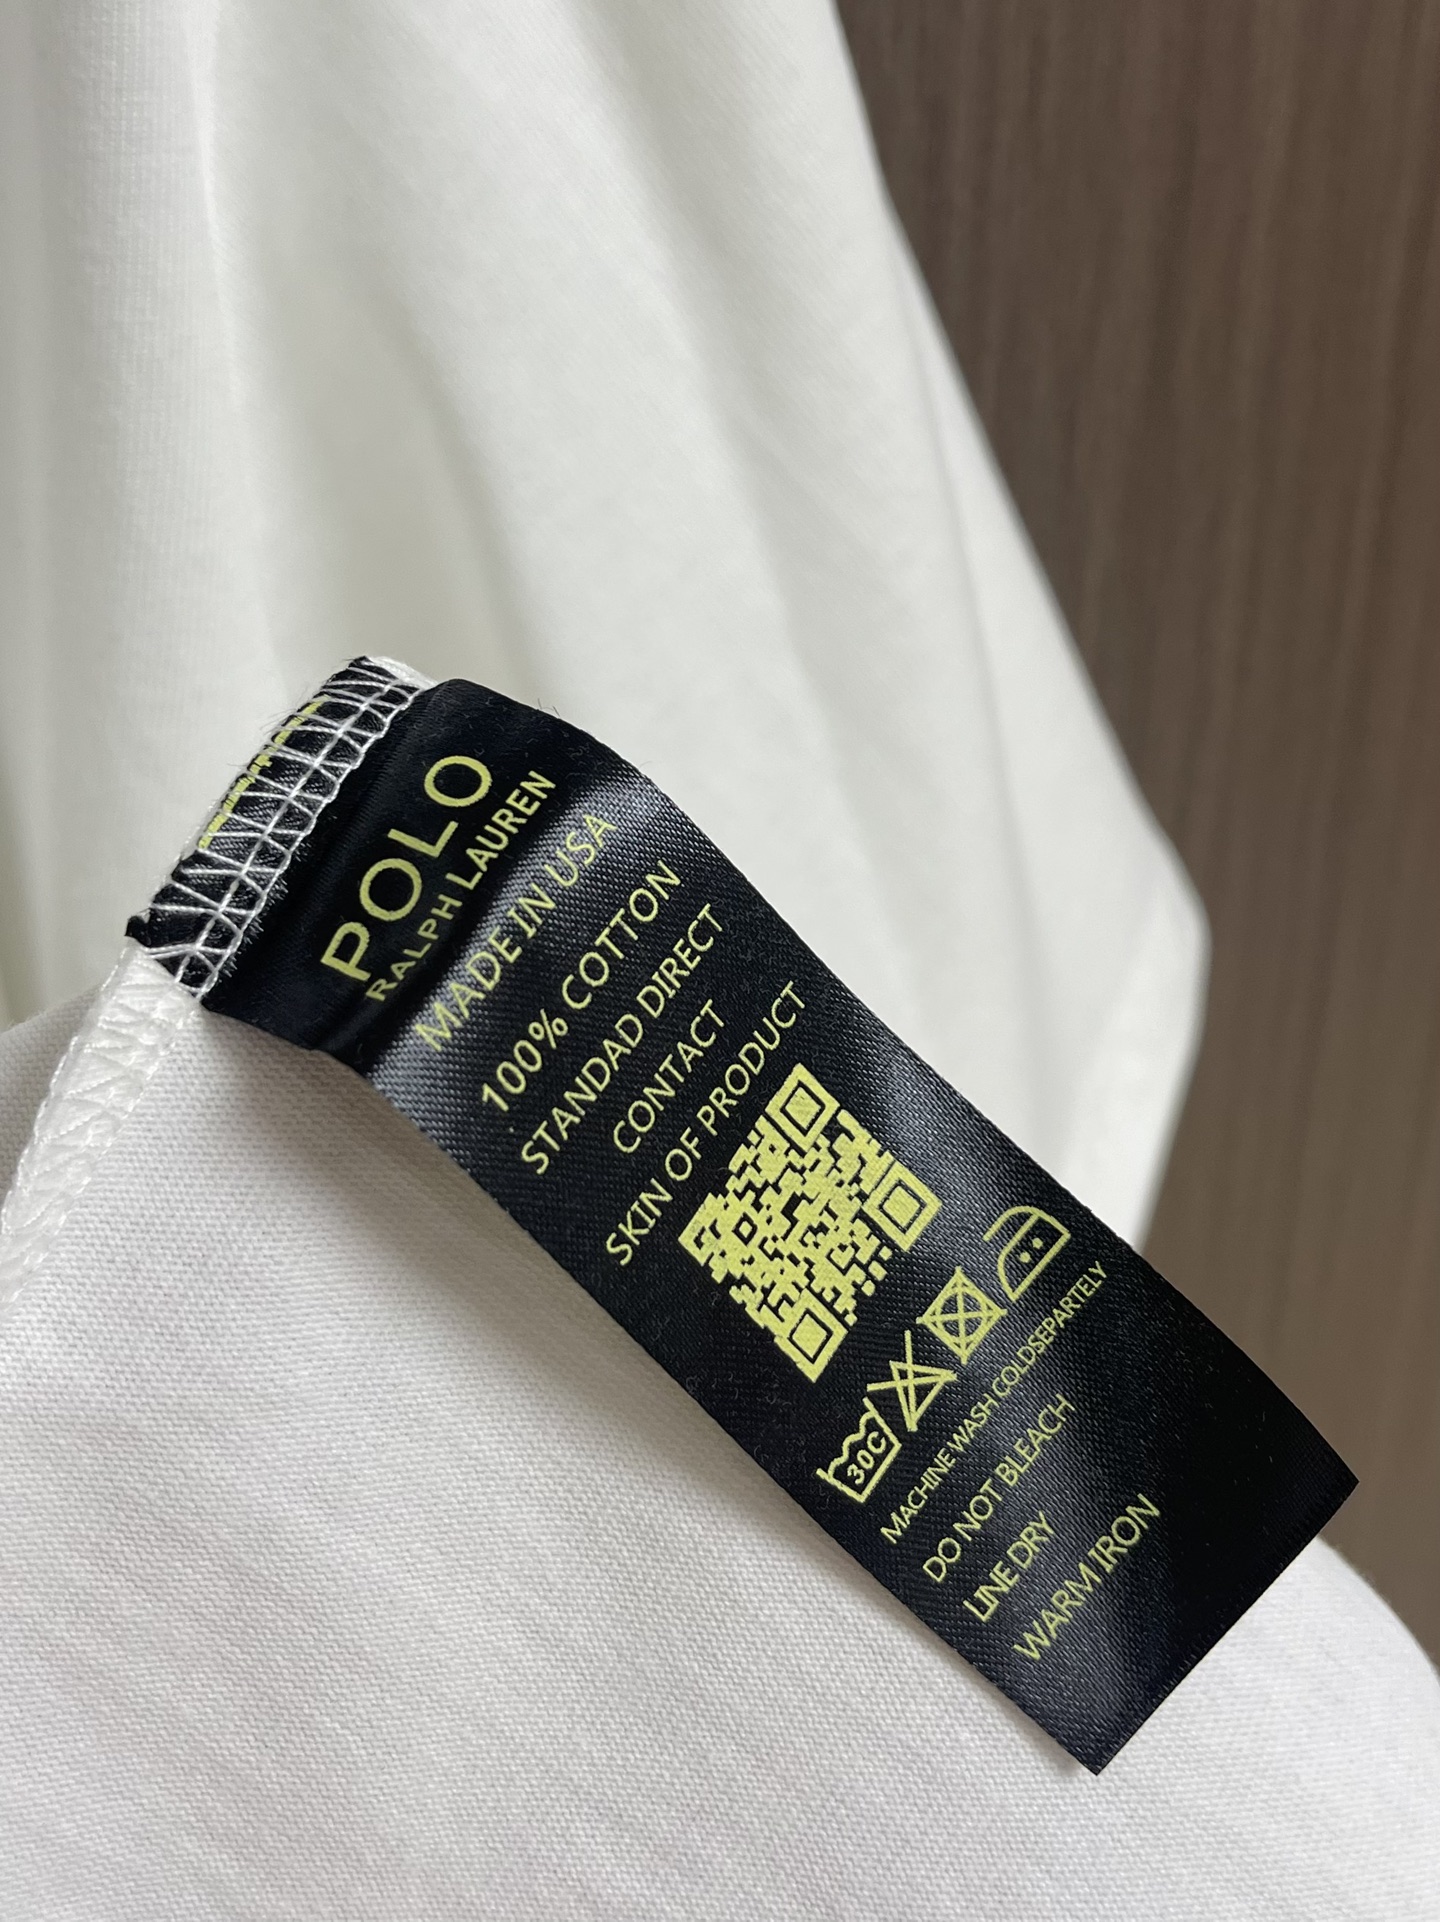 POLO
RALPH LAUREN
MADE IN USA
100% COTTON
STANDAD DIRECT
CONTACT
SKIN OF PRODUCT
30C
MACHINE WASH COLDSEPARTELY
DO NOT BLEACH
LINE DRY
WARM IRON